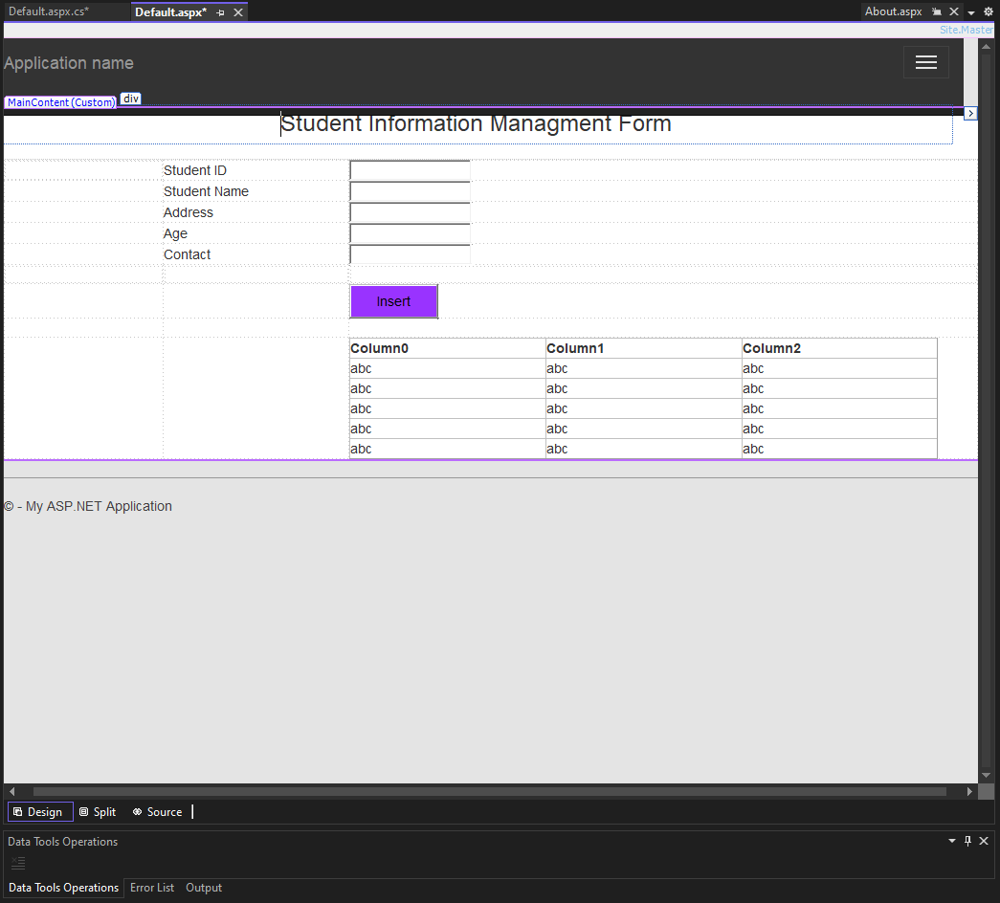 Default.aspx.cs*
Default.aspx*
About.aspx
Site.Master
Application name
MainContent (Custom)
div
Student Information Managment Form
Student ID
Student Name
Address
Age
Contact
Insert
Column0 Column1 Column2
abc abc abc
abc abc abc
abc abc abc
abc abc abc
abc abc abc
© - My ASP.NET Application
Design Split Source
Data Tools Operations
Data Tools Operations Error List Output